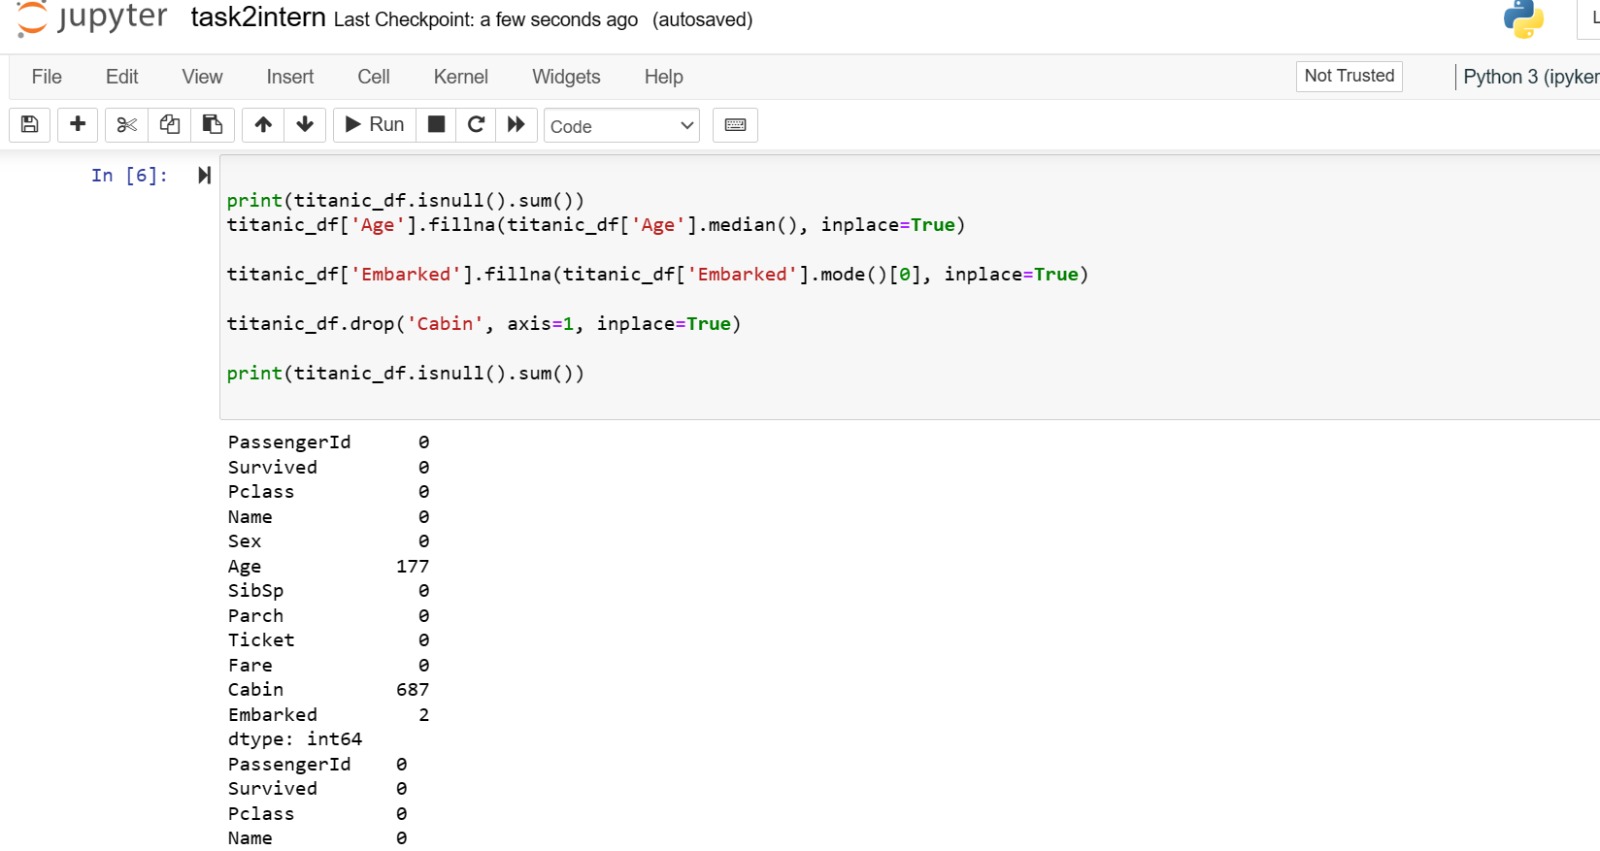 jupyter task2intern Last Checkpoint: a few seconds ago (autosaved)
File Edit View Insert Cell Kernel Widgets Help Not Trusted Python 3 (ipyker
Run Code
In [6]:
print(titanic_df.isnull().sum())
titanic_df['Age'].fillna(titanic_df['Age'].median(), inplace=True)
titanic_df['Embarked'].fillna(titanic_df['Embarked'].mode()[0], inplace=True)
titanic_df.drop('Cabin', axis=1, inplace=True)
print(titanic_df.isnull().sum())
PassengerId 0
Survived 0
Pclass 0
Name 0
Sex 0
Age 177
SibSp 0
Parch 0
Ticket 0
Fare 0
Cabin 687
Embarked 2
dtype: int64
PassengerId 0
Survived 0
Pclass 0
Name 0